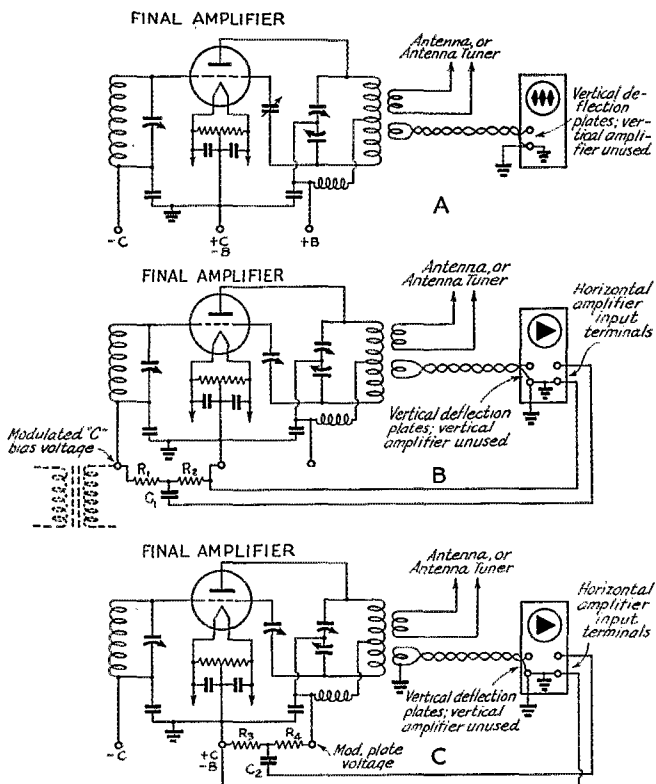 FINAL AMPLIFIER
Antenna, or
Antenna Tuner
Vertical de-
flection
plates; ver-
tical ampli-
fier unused
A
-C
+C
-B
+B
FINAL AMPLIFIER
Antenna, or
Antenna Tuner
Horizontal
amplifier
input
terminals
Vertical deflection
plates; vertical
amplifier unused
Modulated "C"
bias voltage
R1
R2
C1
B
FINAL AMPLIFIER
Antenna, or
Antenna Tuner
Horizontal
amplifier
input
terminals
Vertical deflection
plates; vertical
amplifier unused
-C
+C
-B
R3
R4
C2
Mod. plate
voltage
C